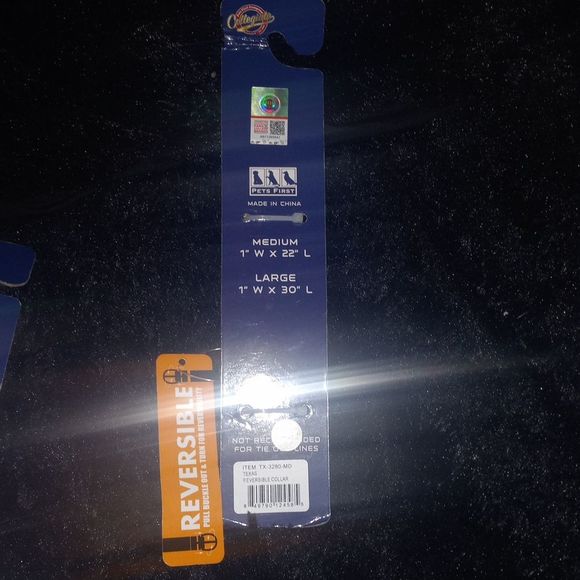 Collegiate
PETS FIRST
MADE IN CHINA
MEDIUM
1" W X 22" L
LARGE
1" W X 30" L
NOT RECOMMENDED
FOR TIE OUT LINES
ITEM TX-3280-MD
TEXAS
REVERSIBLE COLLAR
REVERSIBLE
PULL BUCKLE OUT & TURN FOR REVERSIBILITY